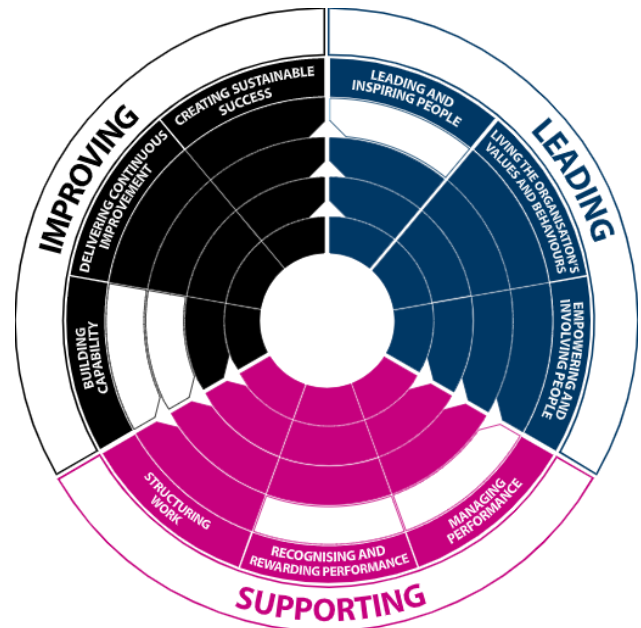 IMPROVING
CREATING SUSTAINABLE
SUCCESS
DELIVERING CONTINUOUS
IMPROVEMENT
BUILDING
CAPABILITY
LEADING
LEADING AND
INSPIRING PEOPLE
LIVING THE ORGANISATION'S
VALUES AND BEHAVIOURS
EMPOWERING AND
INVOLVING PEOPLE
SUPPORTING
STRUCTURING
WORK
RECOGNISING AND
REWARDING PERFORMANCE
MANAGING
PERFORMANCE